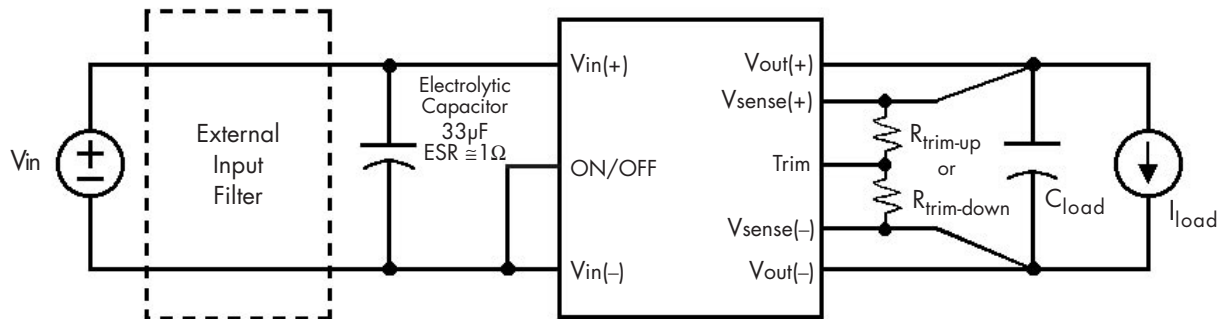 Vin
External
Input
Filter
Electrolytic
Capacitor
33µF
ESR ≅1Ω
Vin(+)
ON/OFF
Vin(–)
Vout(+)
Vsense(+)
Trim
Vsense(–)
Vout(–)
Rtrim-up
or
Rtrim-down
Cload
Iload